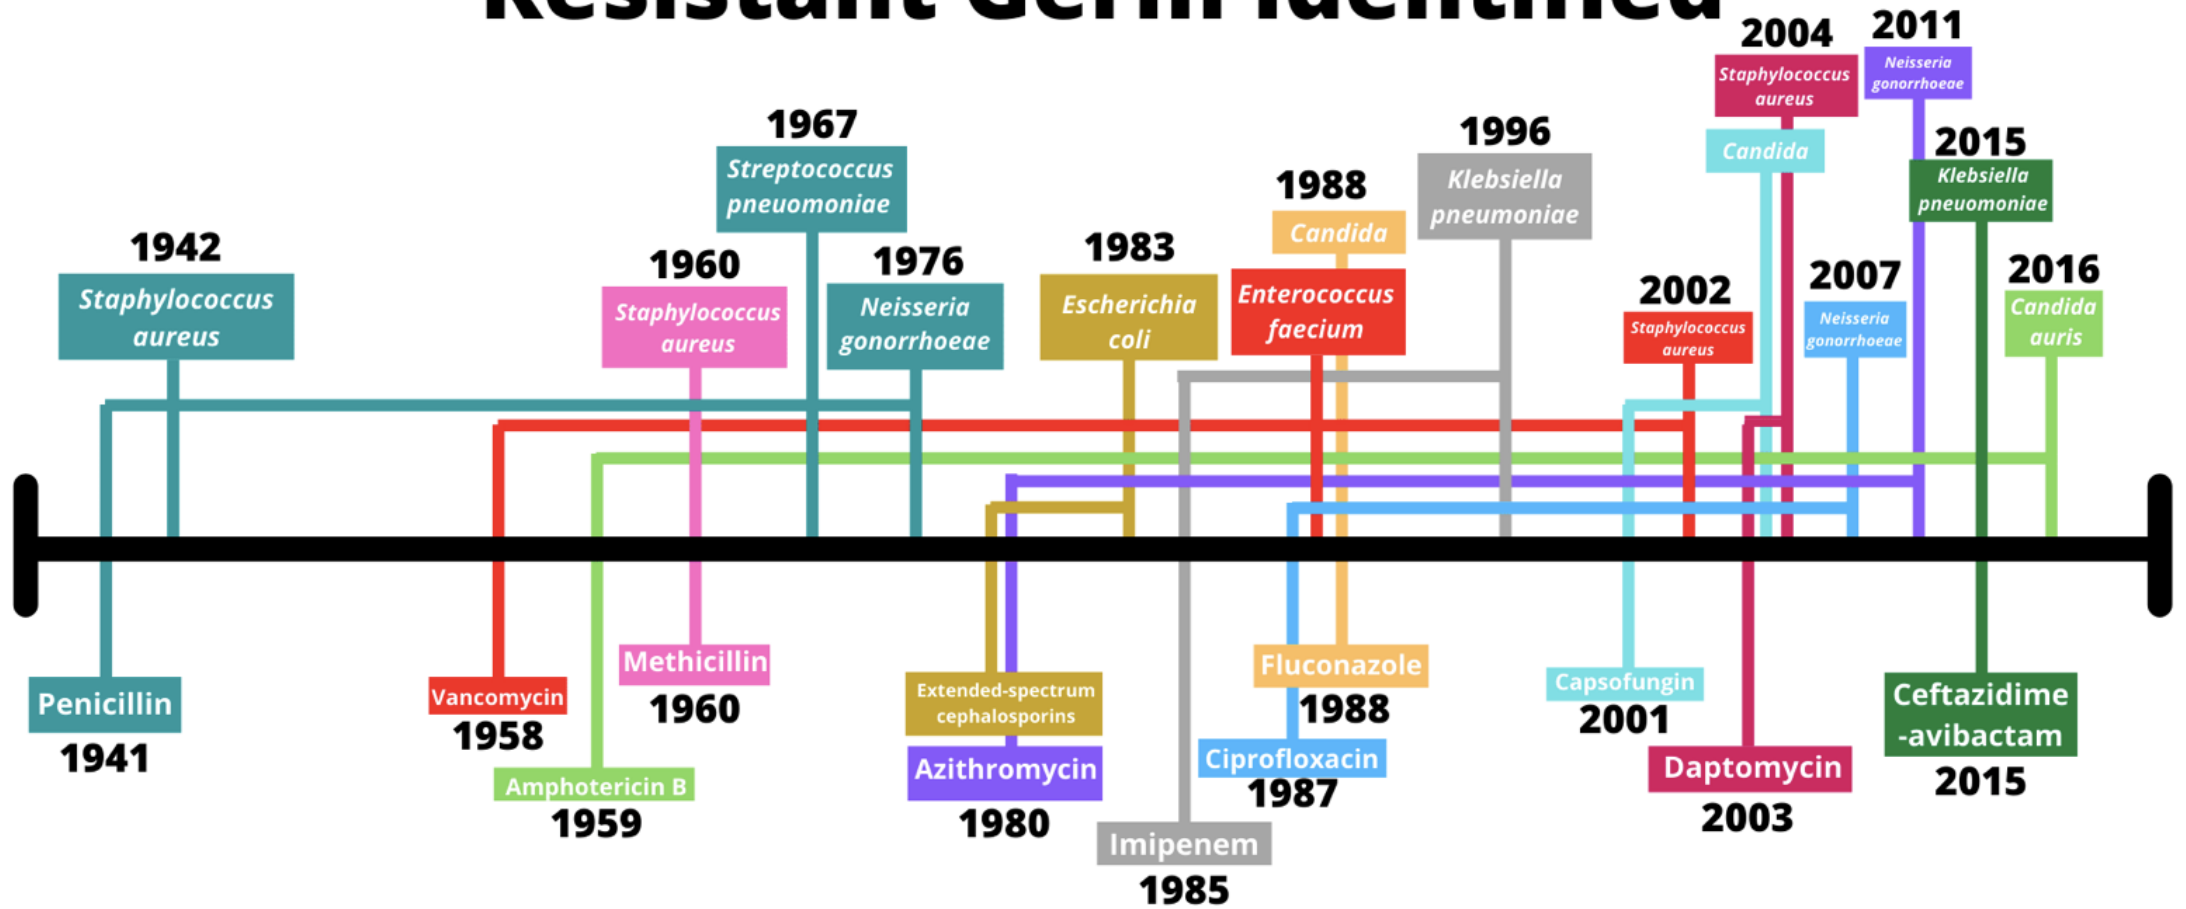 Resistant Germ Identified
2004
2011
Staphylococcus
aureus
Neisseria
gonorrhoeae
1967
1996
Candida
2015
Streptococcus
pneuomoniae
Klebsiella
pneumoniae
Klebsiella
pneuomoniae
1988
Candida
1942
1960
1976
1983
2002
2007
2016
Staphylococcus
aureus
Staphylococcus
aureus
Neisseria
gonorrhoeae
Escherichia
coli
Enterococcus
faecium
Staphylococcus
aureus
Neisseria
gonorrhoeae
Candida
auris
Penicillin
1941
Vancomycin
1958
Amphotericin B
1959
Methicillin
1960
Extended-spectrum
cephalosporins
Azithromycin
1980
Imipenem
1985
Fluconazole
1988
Ciprofloxacin
1987
Capsofungin
2001
Daptomycin
2003
Ceftazidime
-avibactam
2015